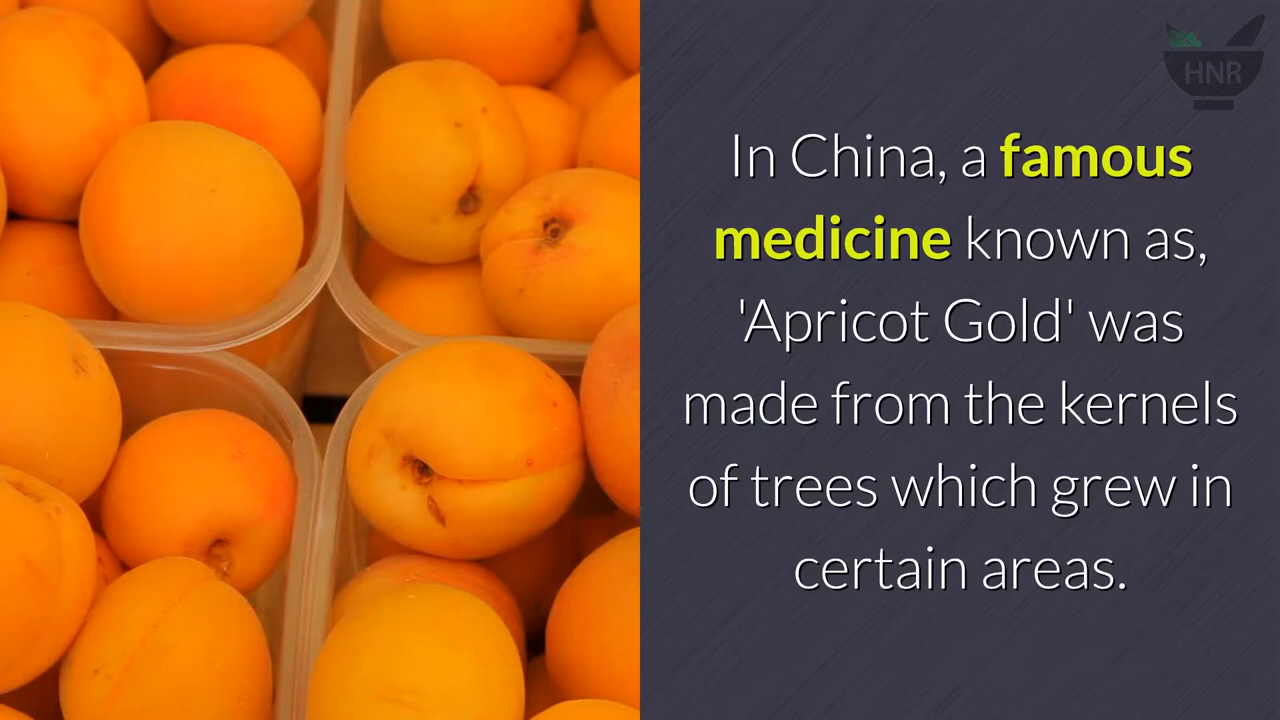 HNR
In China, a famous
medicine known as,
'Apricot Gold' was
made from the kernels
of trees which grew in
certain areas.